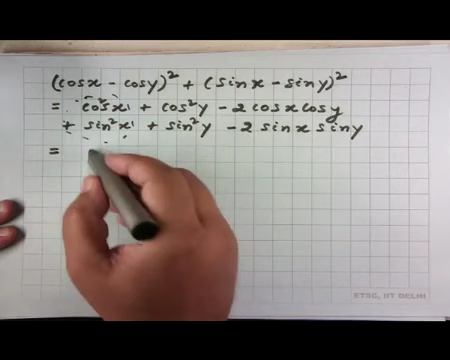 (cosx - cosy)² + (sinx - siny)²
= cos²x + cos²y - 2 cosx cosy
+ sin²x + sin²y - 2 sinx siny
=
ETSC, IIT DELHI